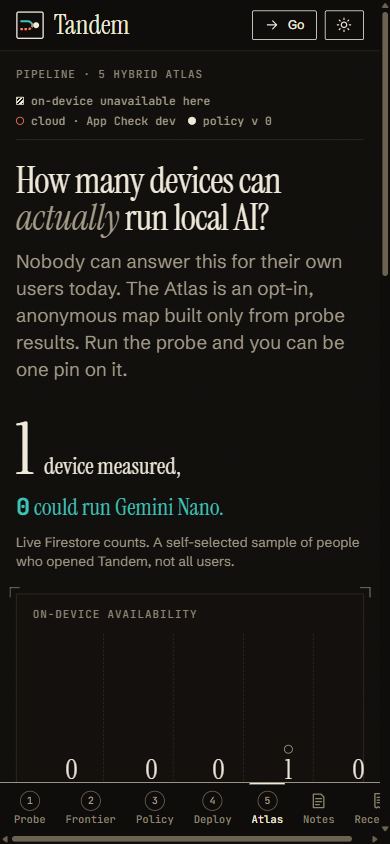 Tandem
Go
PIPELINE · 5 HYBRID ATLAS
on-device unavailable here
cloud · App Check dev policy v 0
How many devices can
actually run local AI?
Nobody can answer this for their own
users today. The Atlas is an opt-in,
anonymous map built only from probe
results. Run the probe and you can be
one pin on it.
1 device measured,
0 could run Gemini Nano.
Live Firestore counts. A self-selected sample of people
who opened Tandem, not all users.
ON-DEVICE AVAILABILITY
0 0 0 1 0
1 2 3 4 5
Probe Frontier Policy Deploy Atlas Notes Rece